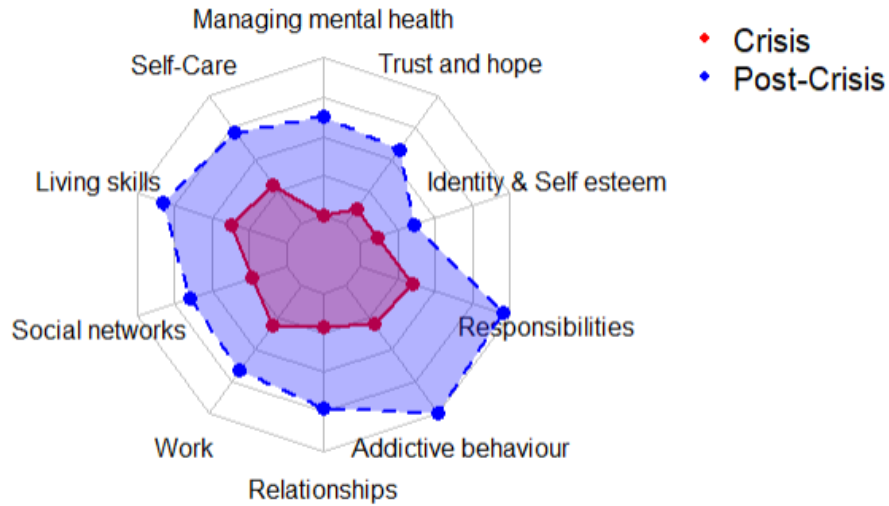 Managing mental health
Crisis
Post-Crisis
Self-Care
Trust and hope
Living skills
Identity & Self esteem
Social networks
Responsibilities
Work
Addictive behaviour
Relationships